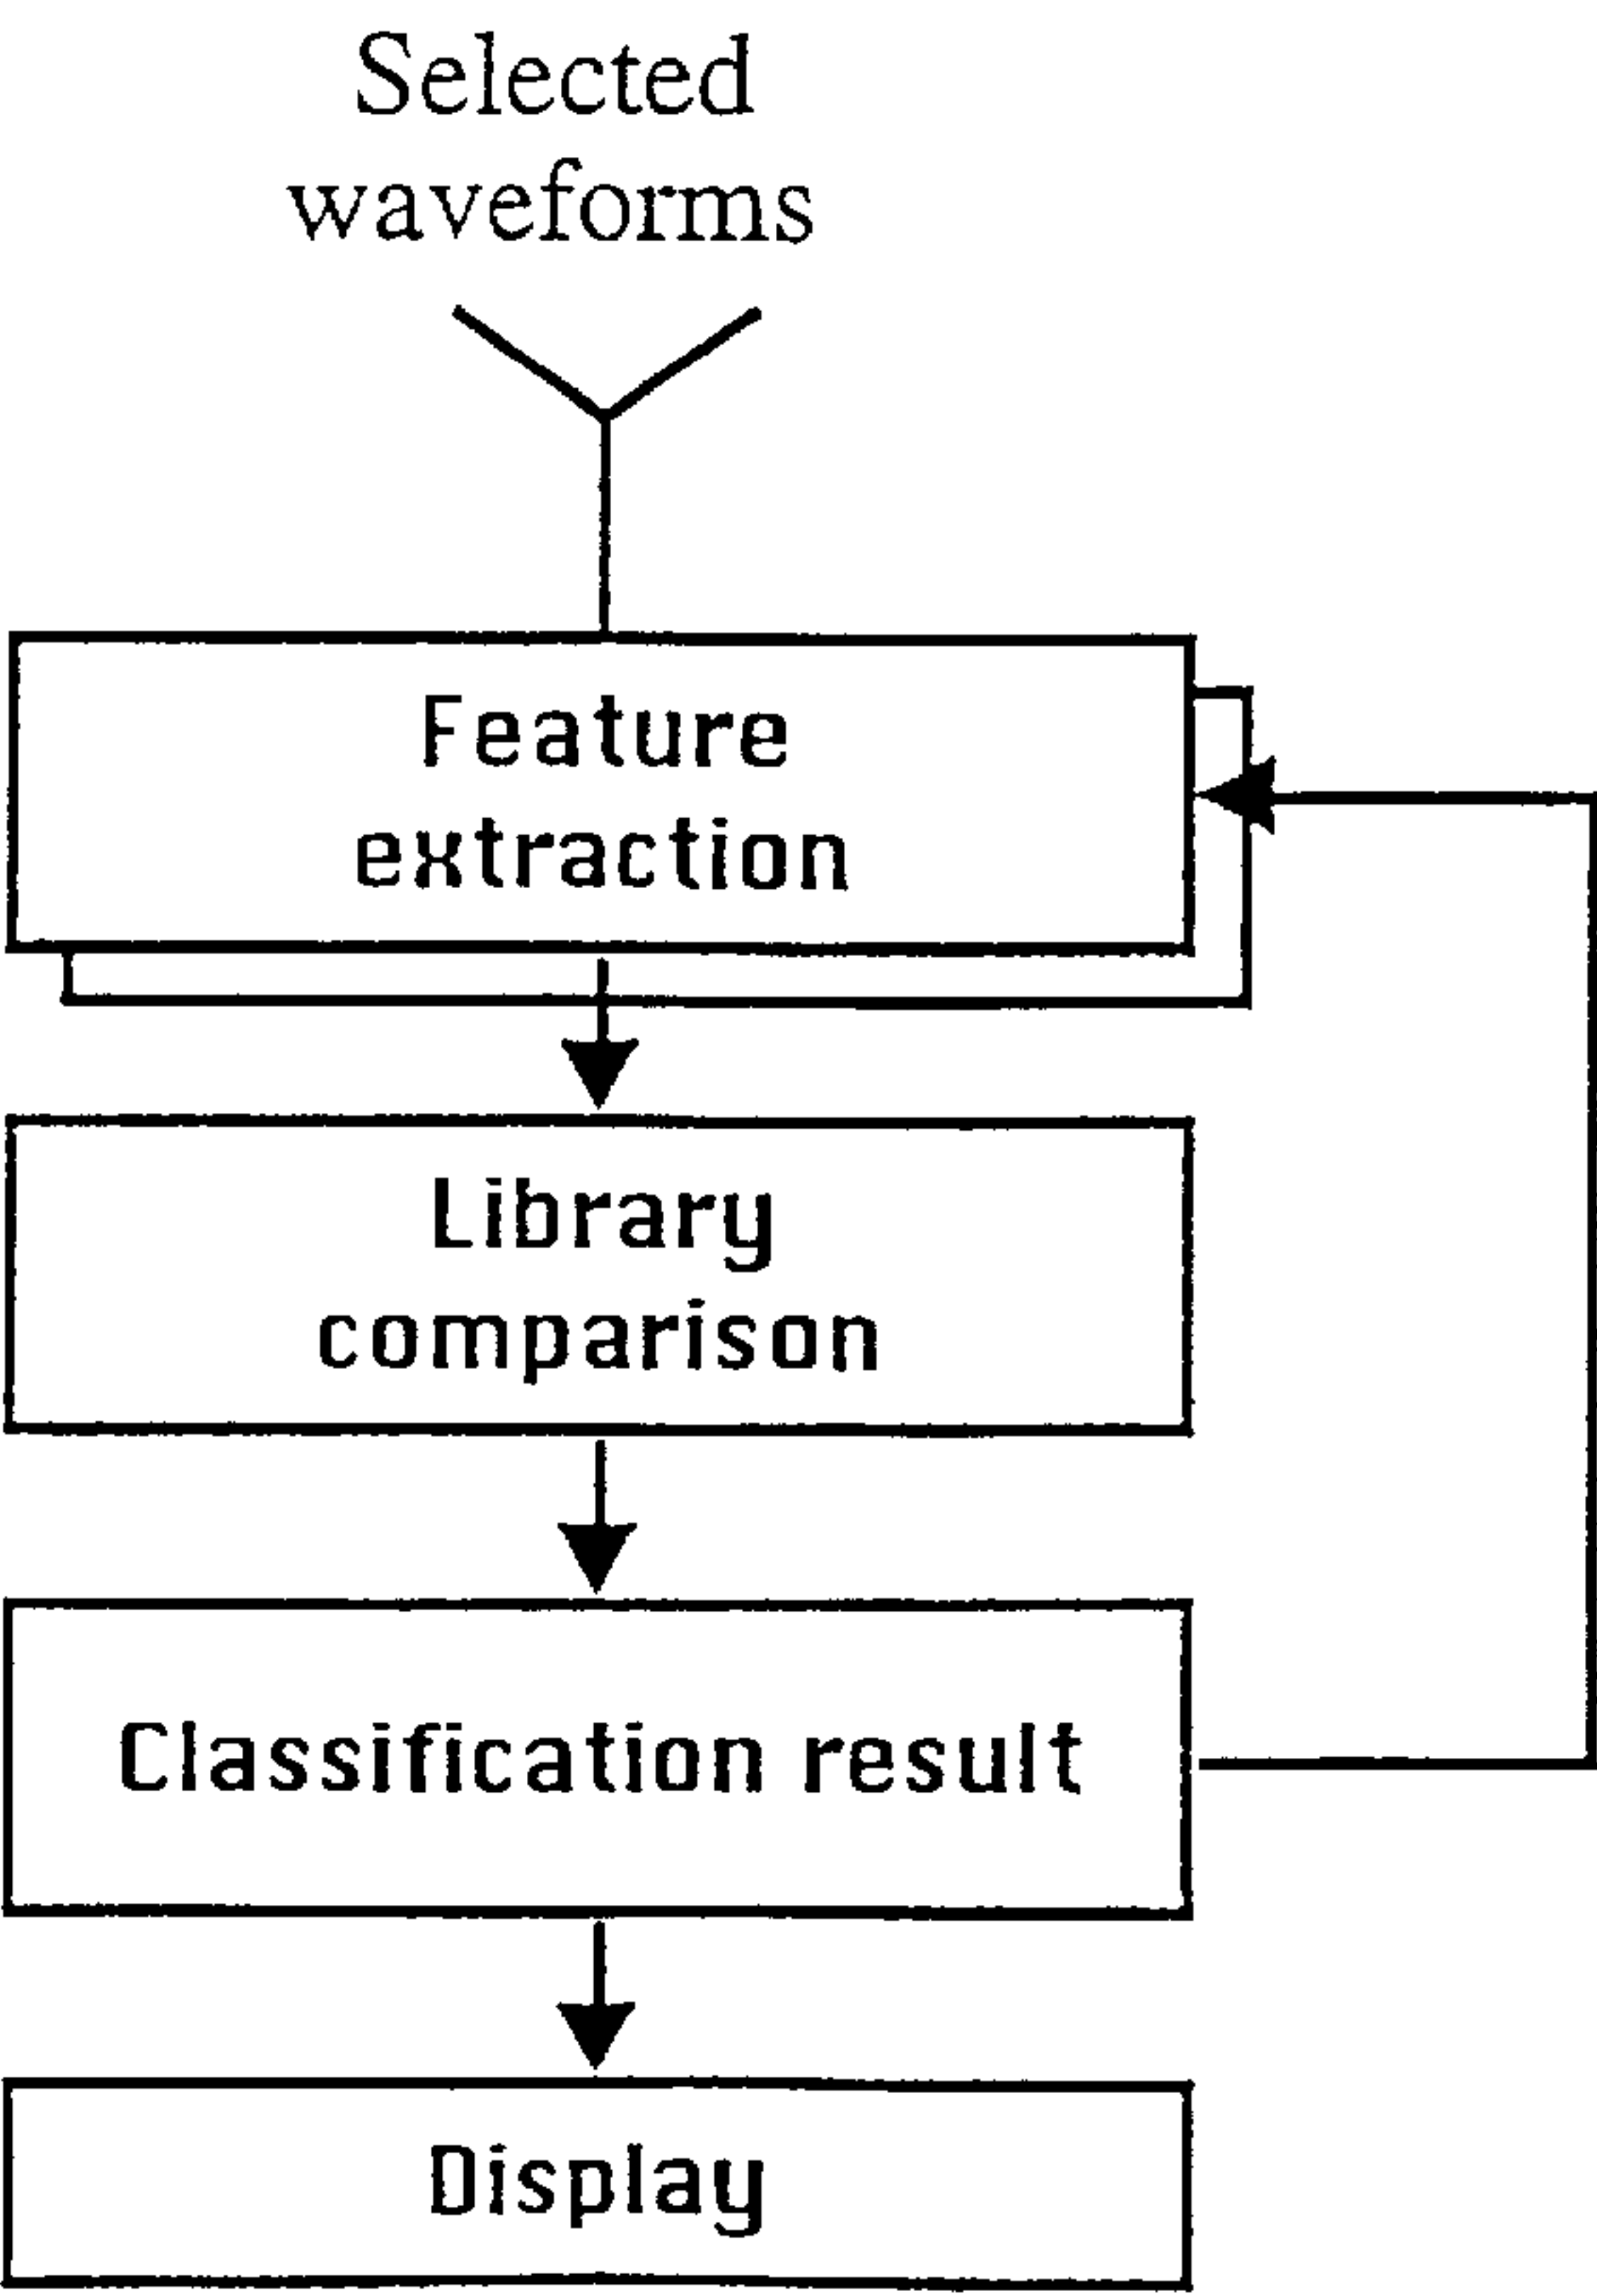 Selected
waveforms
Feature
extraction
Library
comparison
Classification result
Display